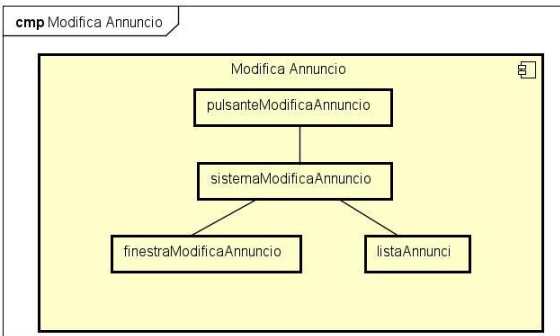 cmp Modifica Annuncio
Modifica Annuncio
pulsanteModificaAnnuncio
sistemaModificaAnnuncio
finestraModificaAnnuncio
listaAnnunci